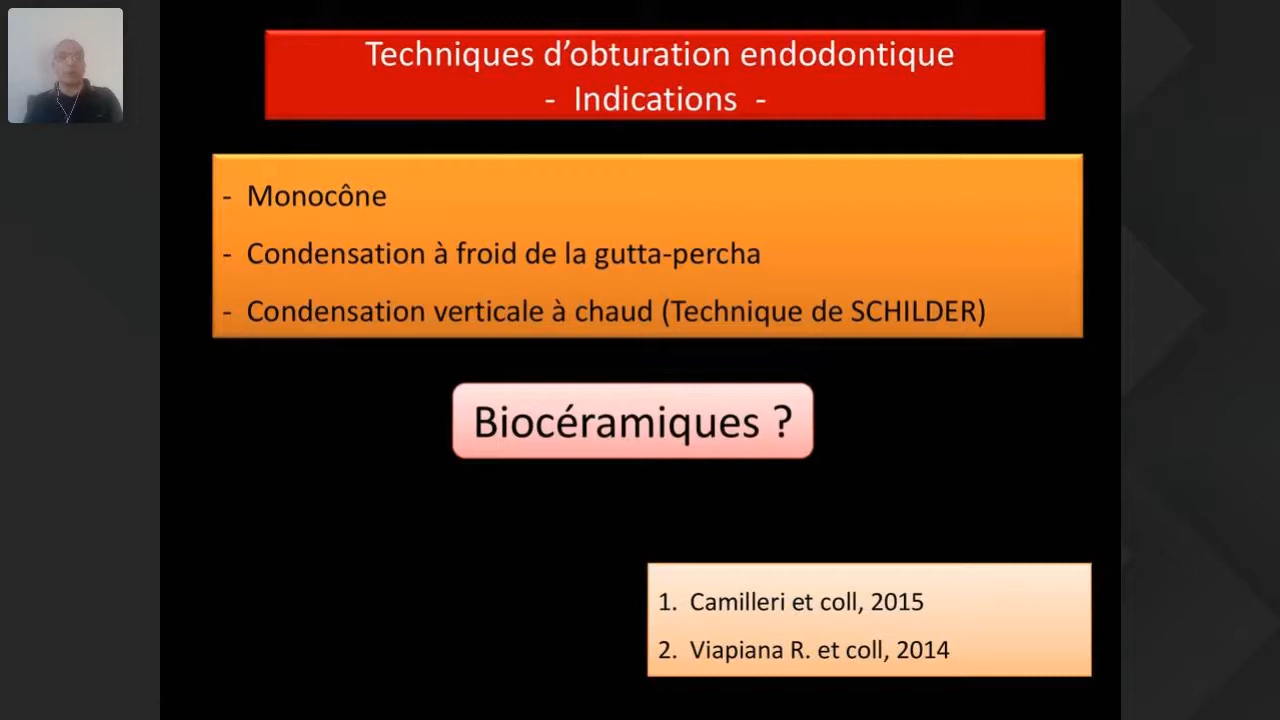 Techniques d’obturation endodontique
- Indications -
- Monocône
- Condensation à froid de la gutta-percha
- Condensation verticale à chaud (Technique de SCHILDER)
Biocéramiques ?
1. Camilleri et coll, 2015
2. Viapiana R. et coll, 2014